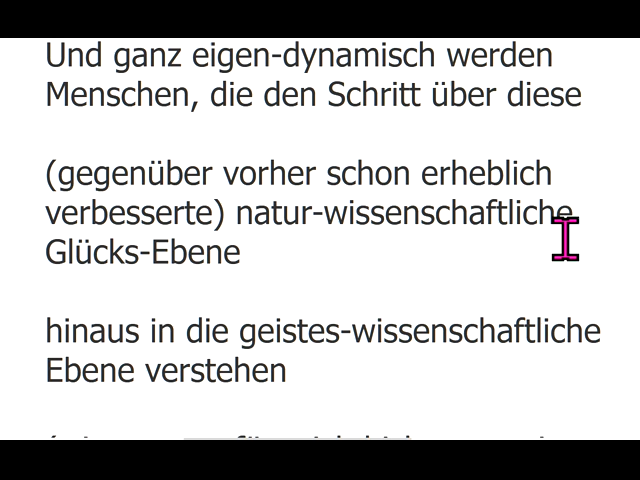 Und ganz eigen-dynamisch werden
Menschen, die den Schritt über diese
(gegenüber vorher schon erheblich
verbesserte) natur-wissenschaftliche
Glücks-Ebene
hinaus in die geistes-wissenschaftliche
Ebene verstehen